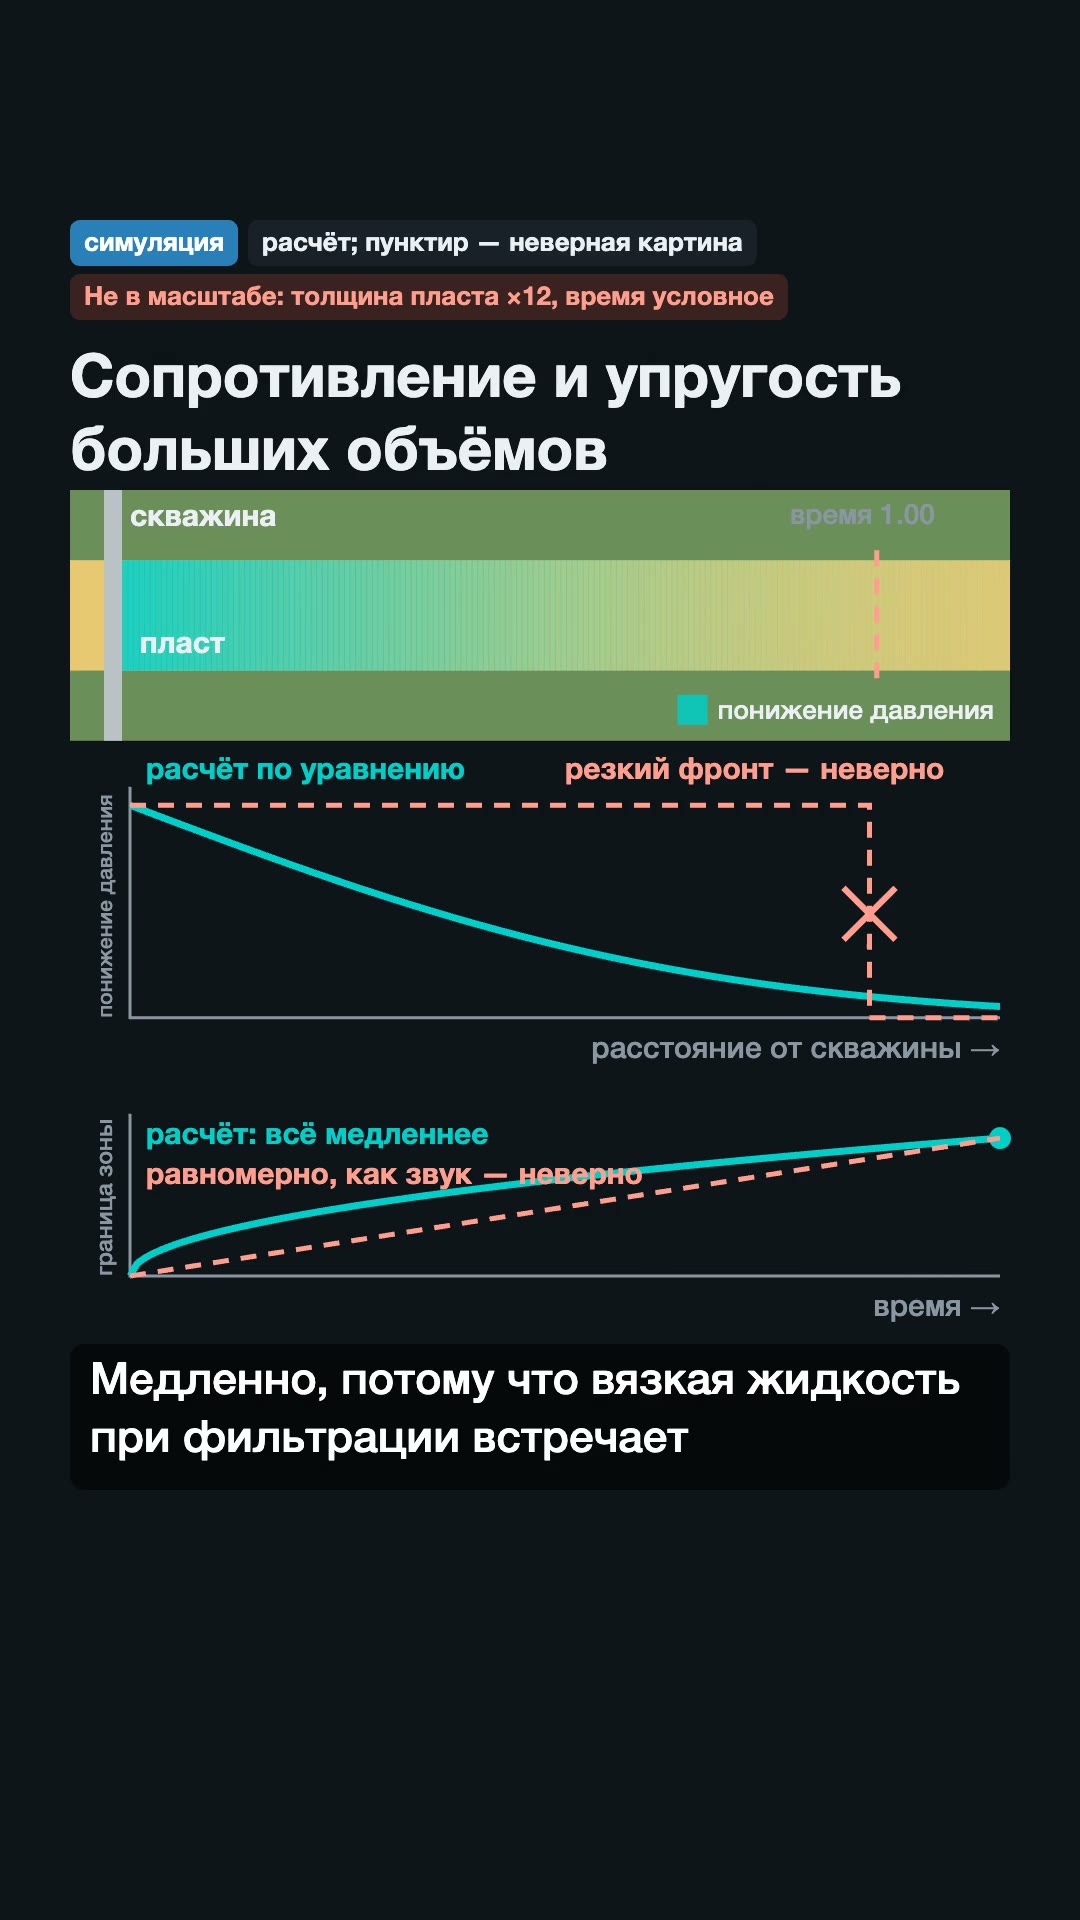 симуляция
расчёт; пунктир — неверная картина
Не в масштабе: толщина пласта ×12, время условное
Сопротивление и упругость
больших объёмов
скважина
время 1.00
пласт
понижение давления
расчёт по уравнению
резкий фронт — неверно
понижение давления
расстояние от скважины →
расчёт: всё медленнее
равномерно, как звук — неверно
граница зоны
время →
Медленно, потому что вязкая жидкость
при фильтрации встречает